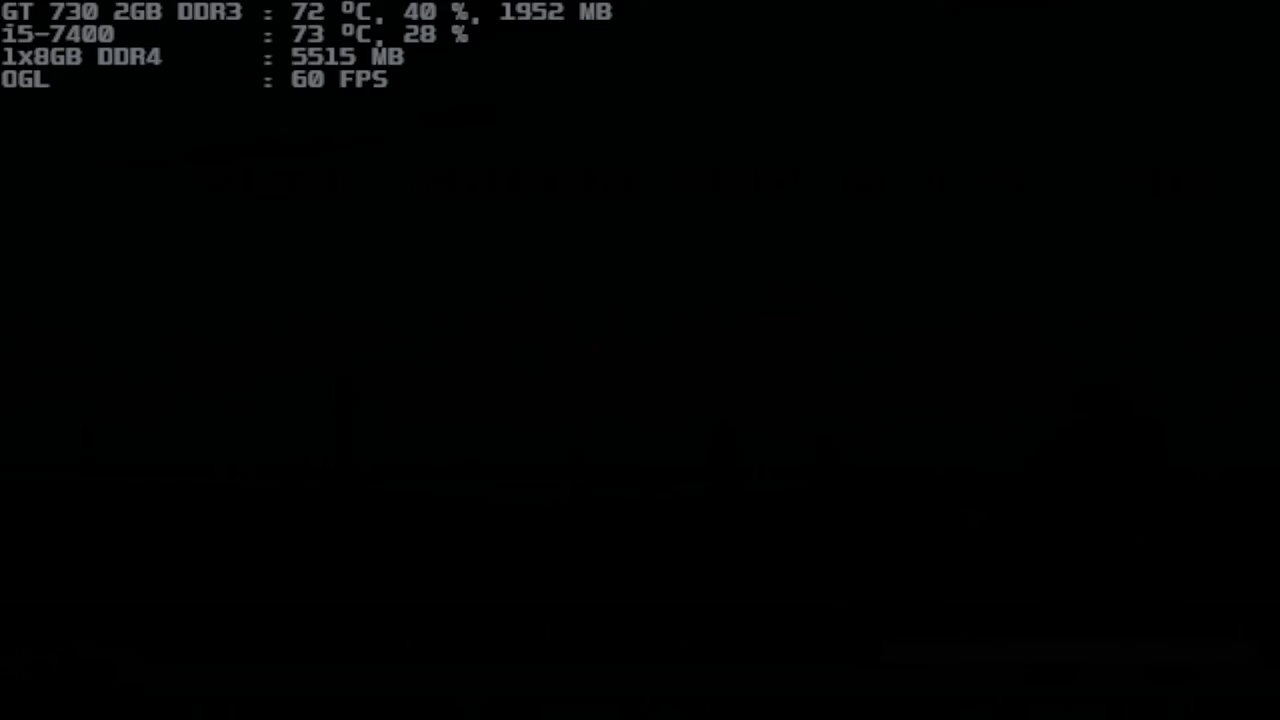 GT 730 2GB DDR3 : 72 ºC, 40 %, 1952 MB
i5-7400 : 73 ºC, 28 %
1x8GB DDR4 : 5515 MB
OGL : 60 FPS